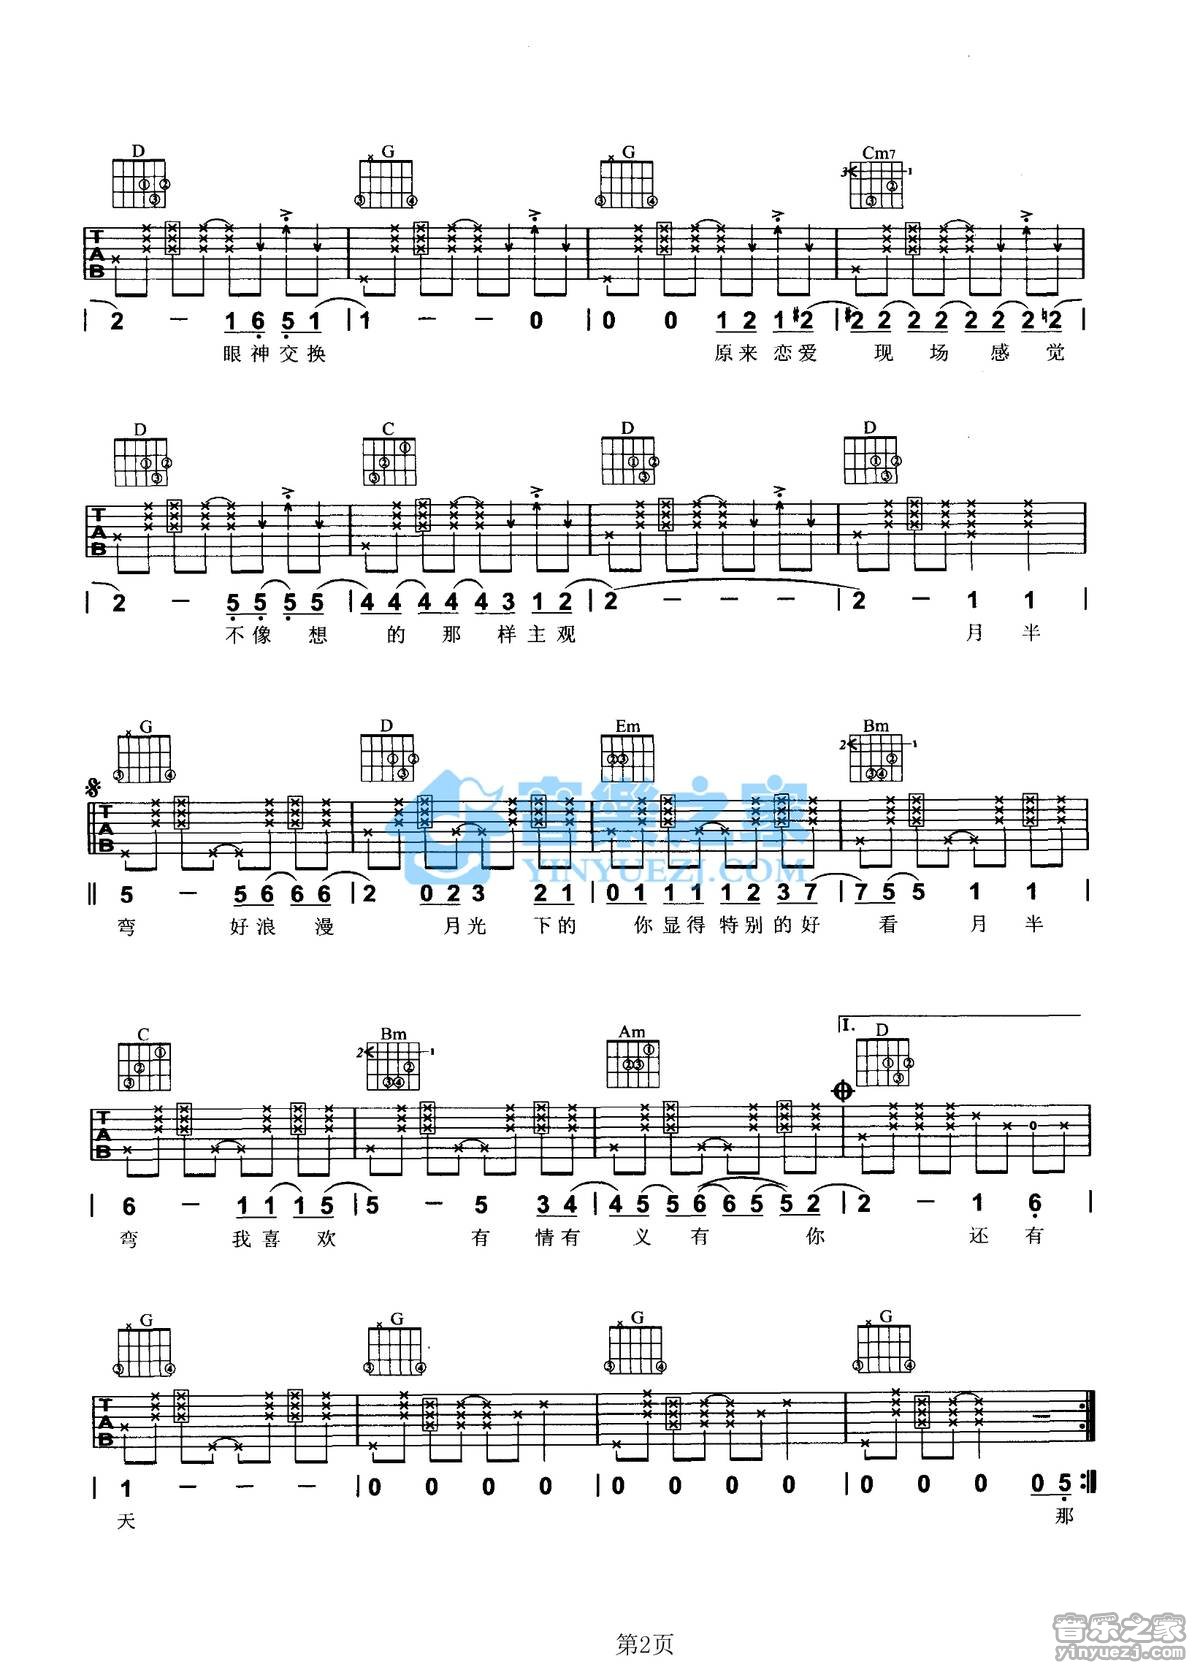 D G G Cm7
3 1
T A B
| 2 — 1 6 5 1 | 1 — — 0 | 0 0 1 2 1 #2 | #2 2 2 2 2 2 2 ♮2 |
眼神交换 原来恋爱 现场感觉
D C D D
T A B
| 2 — 5 5 5 5 | 4 4 4 4 4 3 1 2 | 2 — — — | 2 — 1 1 |
不像想 的那样主观 月半
G D Em Bm
2 1
T A B
音樂之家
YINYUEZJ.COM
‖ 5 — 5 6 6 6 | 2 0 2 3 2 1 | 0 1 1 1 1 2 3 7 | 7 5 5 1 1 |
弯 好浪漫 月光下的 你显得特别的好 看 月半
I.
C Bm Am D
2 1
T A B
| 6 — 1 1 1 5 | 5 — 5 3 4 | 4 5 5 6 6 5 5 2 | 2 — 1 6 |
弯 我喜欢 有情有 义有你 还有
G G G G
T A B
| 1 — — — | 0 0 0 0 | 0 0 0 0 | 0 0 0 0 5 :‖
天 那
第2页
音乐之家
yinyuezj.com